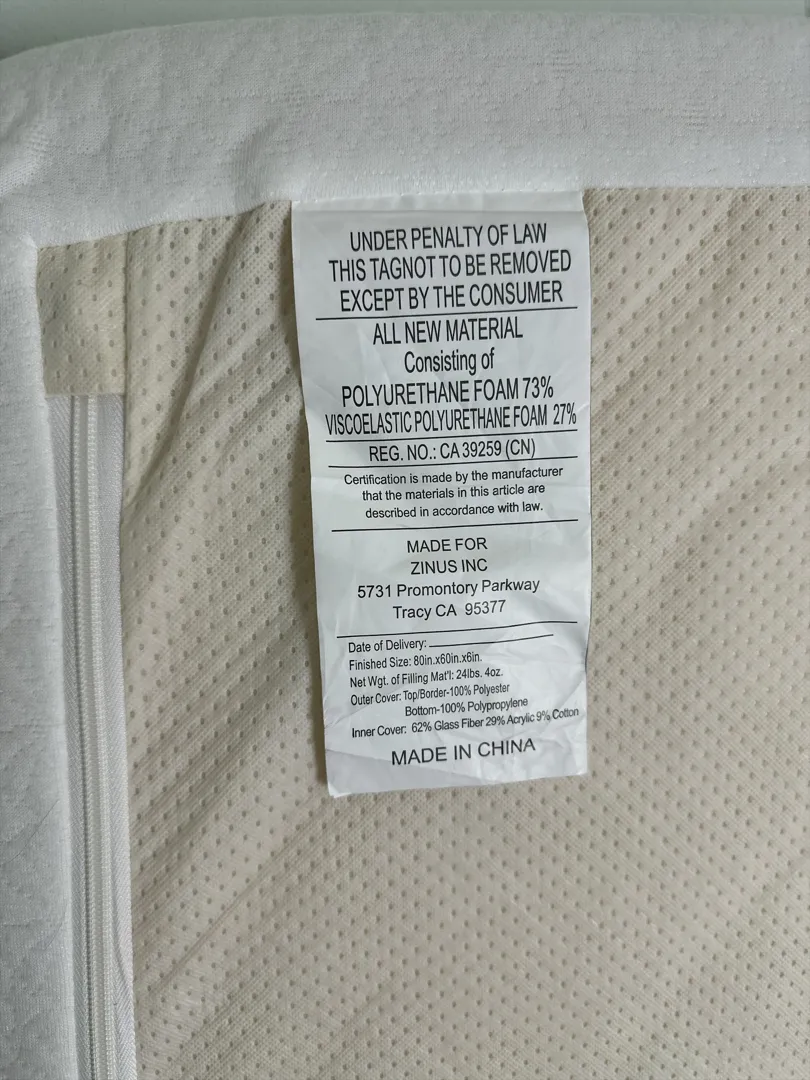 UNDER PENALTY OF LAW
THIS TAGNOT TO BE REMOVED
EXCEPT BY THE CONSUMER
ALL NEW MATERIAL
Consisting of
POLYURETHANE FOAM 73%
VISCOELASTIC POLYURETHANE FOAM 27%
REG. NO.: CA 39259 (CN)
Certification is made by the manufacturer
that the materials in this article are
described in accordance with law.
MADE FOR
ZINUS INC
5731 Promontory Parkway
Tracy CA 95377
Date of Delivery:
Finished Size: 80in.x60in.x6in.
Net Wgt. of Filling Mat'l: 24lbs. 4oz.
Outer Cover: Top/Border-100% Polyester
Bottom-100% Polypropylene
Inner Cover: 62% Glass Fiber 29% Acrylic 9% Cotton
MADE IN CHINA